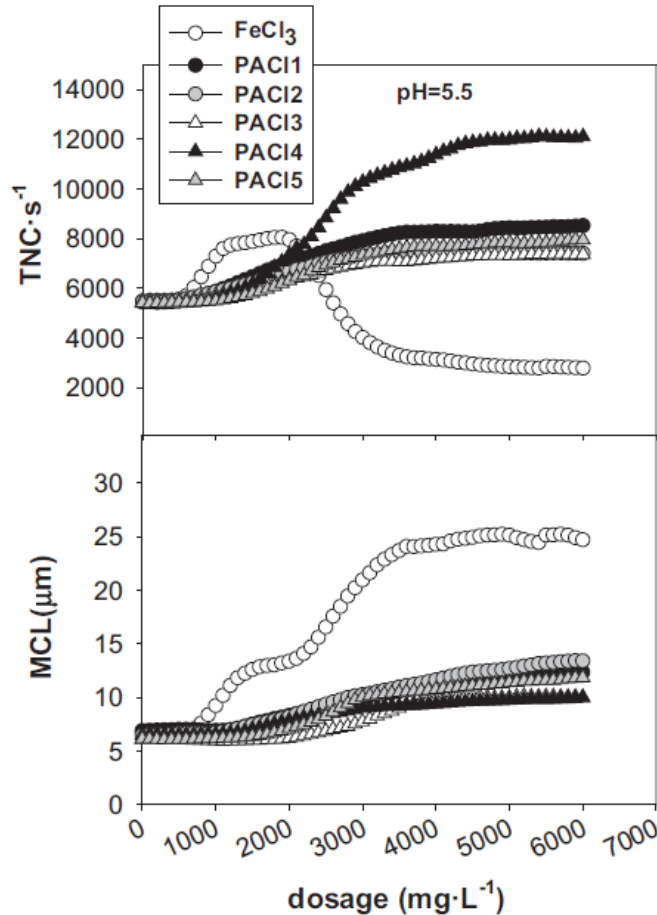 FeCl3
PACl1
PACl2
PACl3
PACl4
PACl5
pH=5.5
14000
12000
10000
8000
6000
4000
2000
TNC·s-1
30
25
20
15
10
5
0
MCL(μm)
0 1000 2000 3000 4000 5000 6000 7000
dosage (mg·L-1)